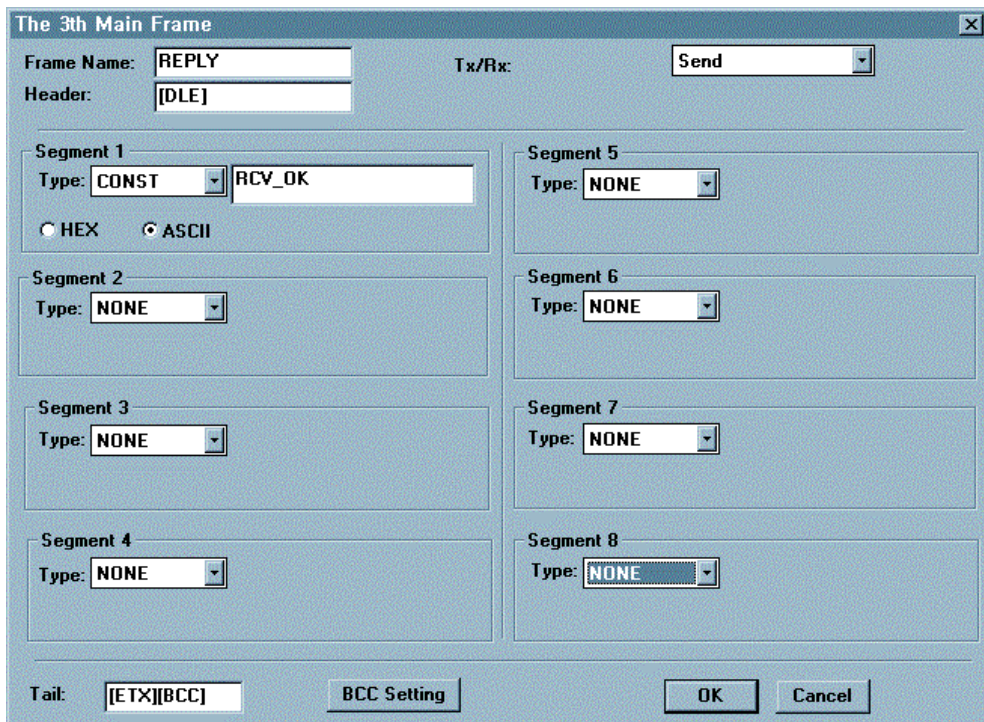 The 3th Main Frame
Frame Name: REPLY Tx/Rx: Send
Header: [DLE]
Segment 1
Type: CONST RCV_OK
HEX ASCII
Segment 2
Type: NONE
Segment 3
Type: NONE
Segment 4
Type: NONE
Segment 5
Type: NONE
Segment 6
Type: NONE
Segment 7
Type: NONE
Segment 8
Type: NONE
Tail: [ETX][BCC] BCC Setting OK Cancel